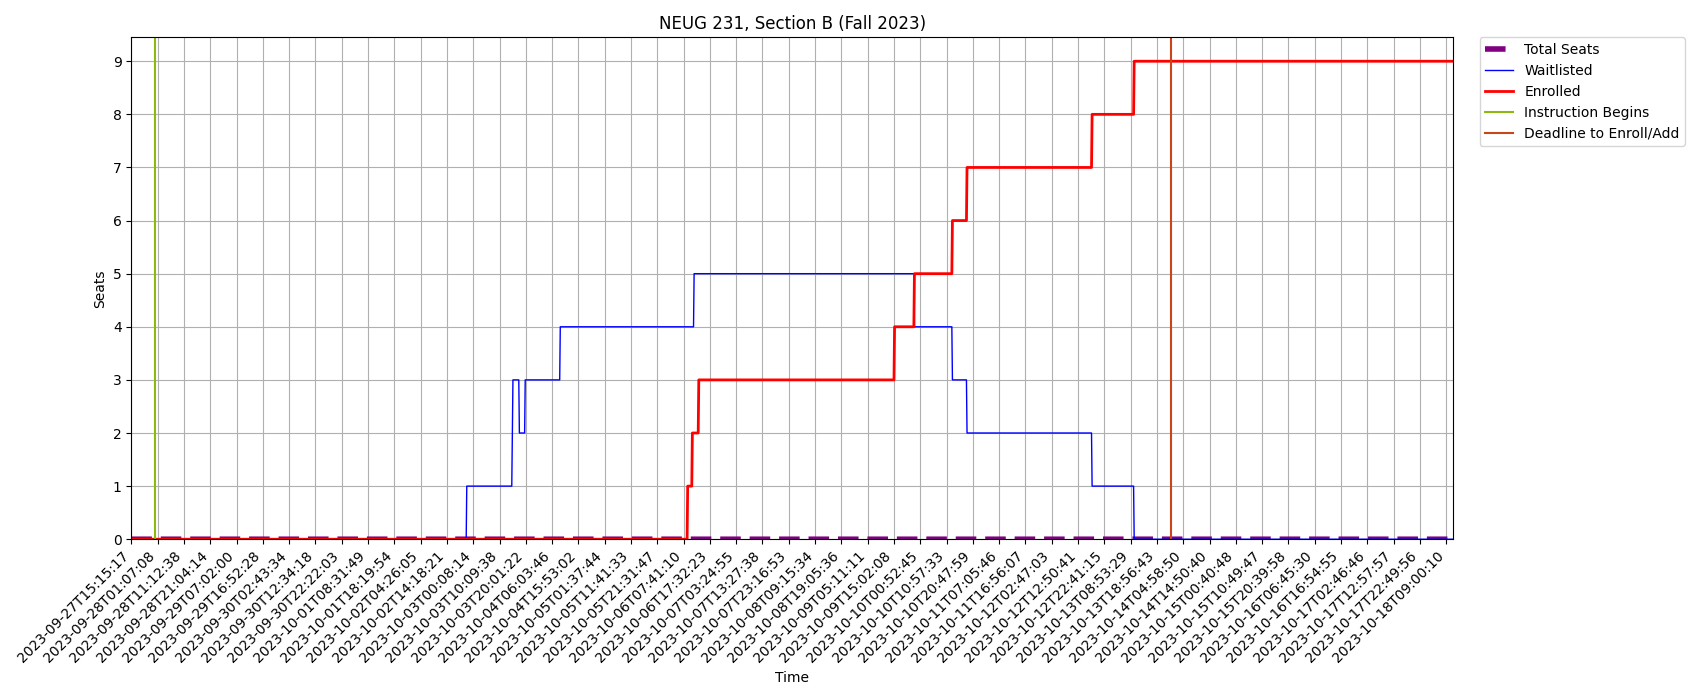 NEUG 231, Section B (Fall 2023)
Total Seats
Waitlisted
Enrolled
Instruction Begins
Deadline to Enroll/Add
Seats
9
8
7
6
5
4
3
2
1
0
2023-09-27T15:15:17
2023-09-28T01:07:08
2023-09-28T11:12:38
2023-09-28T21:04:14
2023-09-29T07:02:00
2023-09-29T16:52:28
2023-09-30T02:43:34
2023-09-30T12:34:18
2023-09-30T22:22:03
2023-10-01T08:31:49
2023-10-01T18:19:54
2023-10-02T04:26:05
2023-10-02T14:18:21
2023-10-03T00:08:14
2023-10-03T10:09:38
2023-10-03T20:01:22
2023-10-04T06:03:46
2023-10-04T15:53:02
2023-10-05T01:37:44
2023-10-05T11:41:33
2023-10-05T21:31:47
2023-10-06T07:41:10
2023-10-06T17:32:23
2023-10-07T03:24:55
2023-10-07T13:27:38
2023-10-07T23:16:53
2023-10-08T09:15:34
2023-10-08T19:05:36
2023-10-09T05:11:11
2023-10-09T15:02:08
2023-10-10T00:52:45
2023-10-10T10:57:33
2023-10-10T20:47:59
2023-10-11T07:05:46
2023-10-11T16:56:07
2023-10-12T02:47:03
2023-10-12T12:50:41
2023-10-12T22:41:15
2023-10-13T08:53:29
2023-10-13T18:56:43
2023-10-14T04:58:50
2023-10-14T14:50:40
2023-10-15T00:40:48
2023-10-15T10:49:47
2023-10-15T20:39:58
2023-10-16T06:45:30
2023-10-16T16:54:55
2023-10-17T02:46:46
2023-10-17T12:57:57
2023-10-17T22:49:56
2023-10-18T09:00:10
Time